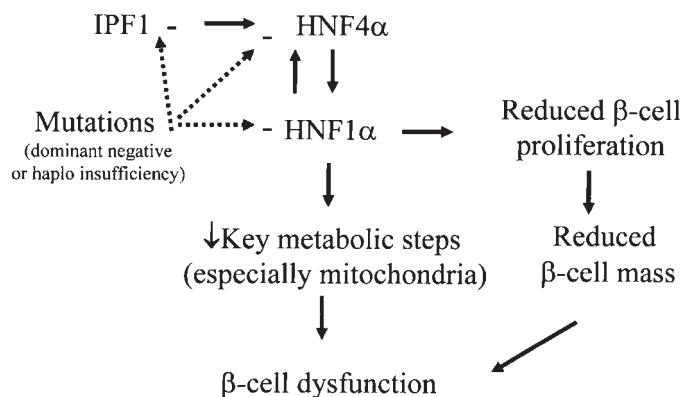 IPF1 -
- HNF4α
Mutations
(dominant negative
or haplo insufficiency)
- HNF1α
Reduced β-cell
proliferation
↓Key metabolic steps
(especially mitochondria)
Reduced
β-cell mass
β-cell dysfunction